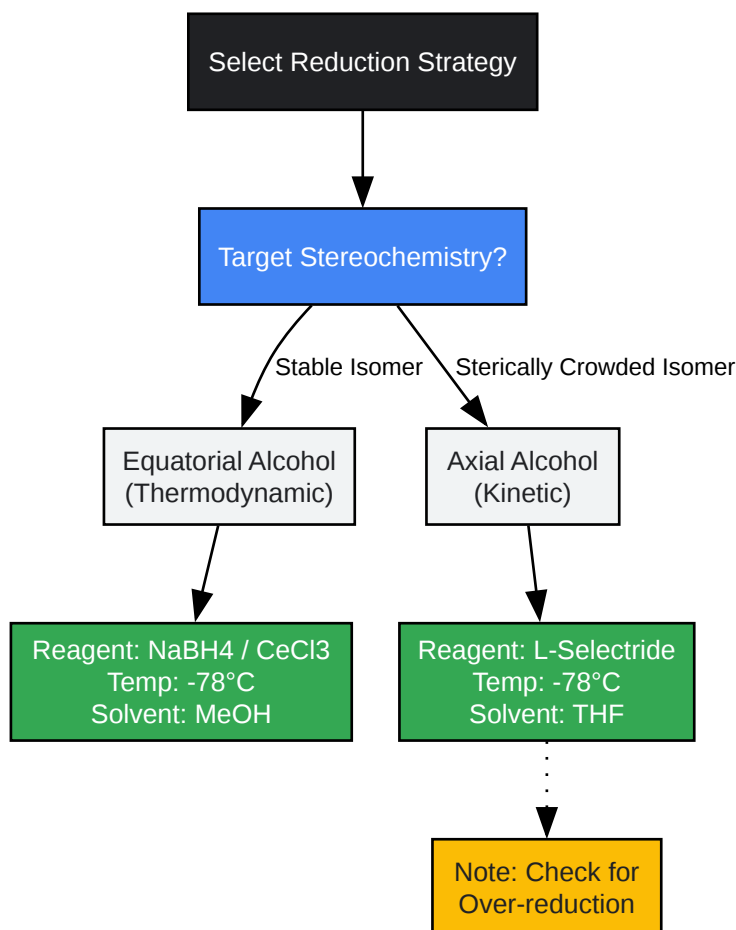 Select Reduction Strategy
Target Stereochemistry?
Stable Isomer
Sterically Crowded Isomer
Equatorial Alcohol
(Thermodynamic)
Axial Alcohol
(Kinetic)
Reagent: NaBH4 / CeCl3
Temp: -78°C
Solvent: MeOH
Reagent: L-Selectride
Temp: -78°C
Solvent: THF
Note: Check for
Over-reduction